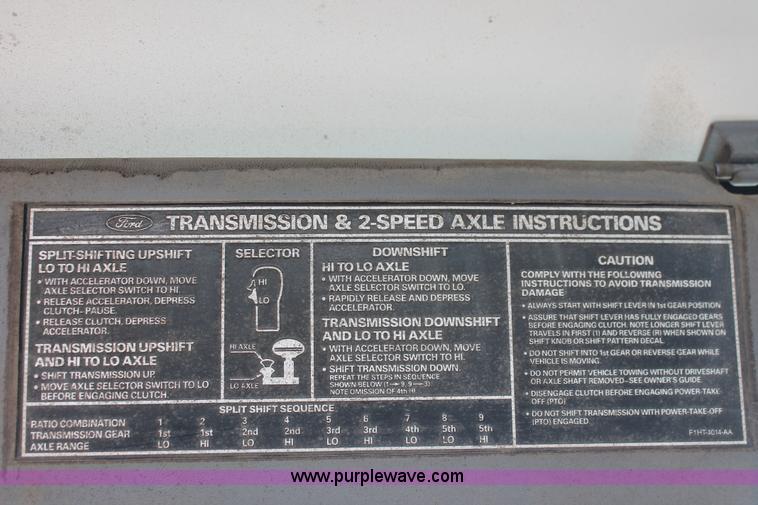 Ford TRANSMISSION & 2-SPEED AXLE INSTRUCTIONS
SPLIT-SHIFTING UPSHIFT
LO TO HI AXLE
• WITH ACCELERATOR DOWN, MOVE
AXLE SELECTOR SWITCH TO HI.
• RELEASE ACCELERATOR, DEPRESS
CLUTCH- PAUSE.
• RELEASE CLUTCH, DEPRESS
ACCELERATOR.
TRANSMISSION UPSHIFT
AND HI TO LO AXLE
• SHIFT TRANSMISSION UP
• MOVE AXLE SELECTOR SWITCH TO LO
BEFORE ENGAGING CLUTCH.
SELECTOR
HI
LO
HI AXLE
LO AXLE
DOWNSHIFT
HI TO LO AXLE
• WITH ACCELERATOR DOWN, MOVE
AXLE SELECTOR SWITCH TO LO.
• RAPIDLY RELEASE AND DEPRESS
ACCELERATOR.
TRANSMISSION DOWNSHIFT
AND LO TO HI AXLE
• WITH ACCELERATOR DOWN, MOVE
AXLE SELECTOR SWITCH TO HI.
• SHIFT TRANSMISSION DOWN.
REPEAT THE STEPS IN SEQUENCE
SHOWN BELOW (1→9, 9→3)
NOTE OMISSION OF 4th HI
CAUTION
COMPLY WITH THE FOLLOWING
INSTRUCTIONS TO AVOID TRANSMISSION
DAMAGE
• ALWAYS START WITH SHIFT LEVER IN 1st GEAR POSITION
• ASSURE THAT SHIFT LEVER HAS FULLY ENGAGED GEARS
BEFORE ENGAGING CLUTCH. NOTE LONGER SHIFT LEVER
TRAVELS IN FIRST (1) AND REVERSE (R) WHEN SHOWN ON
SHIFT KNOB OR SHIFT PATTERN DECAL
• DO NOT SHIFT INTO 1st GEAR OR REVERSE GEAR WHILE
VEHICLE IS MOVING.
• DO NOT PERMIT VEHICLE TOWING WITHOUT DRIVESHAFT
OR AXLE SHAFT REMOVED—SEE OWNER'S GUIDE.
• DISENGAGE CLUTCH BEFORE ENGAGING POWER-TAKE-
OFF (PTO)
• DO NOT SHIFT TRANSMISSION WITH POWER-TAKE-OFF
(PTO) ENGAGED.
F1HT-4014-AA
SPLIT SHIFT SEQUENCE
RATIO COMBINATION 1 2 3 4 5 6 7 8 9
TRANSMISSION GEAR 1st 1st 2nd 2nd 3rd 3rd 4th 5th 5th
AXLE RANGE LO HI LO HI LO HI LO LO HI
www.purplewave.com